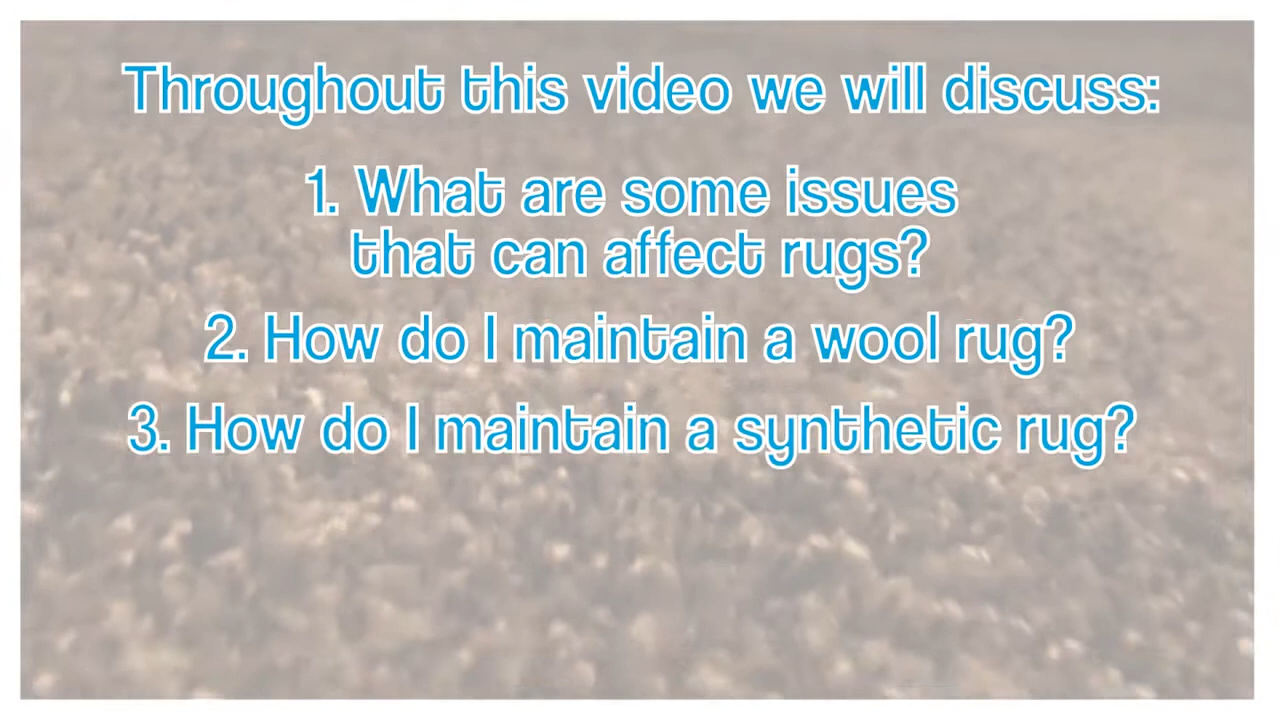 Throughout this video we will discuss:
1. What are some issues
that can affect rugs?
2. How do I maintain a wool rug?
3. How do I maintain a synthetic rug?